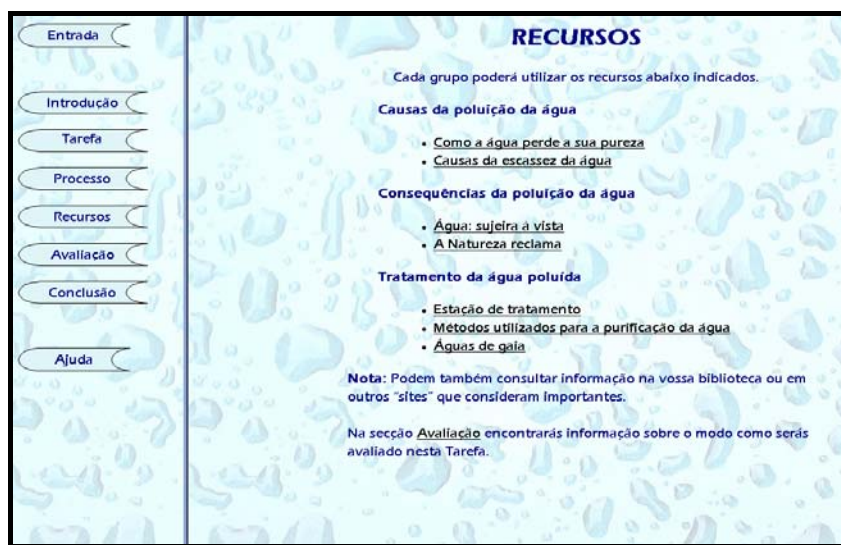 Entrada
Introdução
Tarefa
Processo
Recursos
Avaliação
Conclusão
Ajuda
RECURSOS
Cada grupo poderá utilizar os recursos abaixo indicados.
Causas da poluição da água
• Como a água perde a sua pureza
• Causas da escassez da água
Consequências da poluição da água
• Água: sujeira à vista
• A Natureza reclama
Tratamento da água poluída
• Estação de tratamento
• Métodos utilizados para a purificação da água
• Águas de gaia
Nota: Podem também consultar informação na vossa biblioteca ou em
outros "sites" que consideram importantes.
Na secção Avaliação encontrarás informação sobre o modo como serás
avaliado nesta Tarefa.